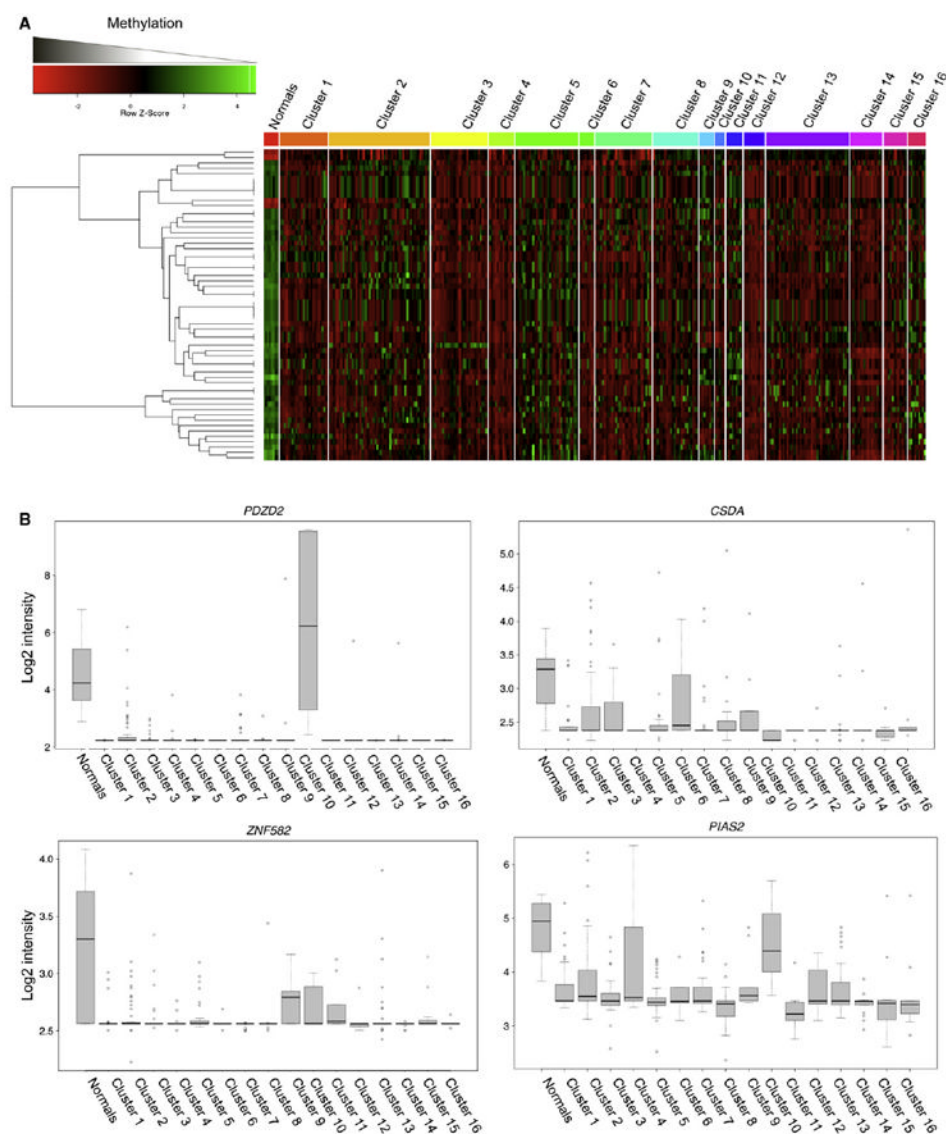 A
Methylation
-2 0 2 4
Row Z-Score
Normals
Cluster 1
Cluster 2
Cluster 3
Cluster 4
Cluster 5
Cluster 6
Cluster 7
Cluster 8
Cluster 9
Cluster 10
Cluster 11
Cluster 12
Cluster 13
Cluster 14
Cluster 15
Cluster 16
B
PDZD2
Log2 intensity
8
6
4
2
Normals
Cluster 1
Cluster 2
Cluster 3
Cluster 4
Cluster 5
Cluster 6
Cluster 7
Cluster 8
Cluster 9
Cluster 10
Cluster 11
Cluster 12
Cluster 13
Cluster 14
Cluster 15
Cluster 16
CSDA
5.0
4.5
4.0
3.5
3.0
2.5
Normals
Cluster 1
Cluster 2
Cluster 3
Cluster 4
Cluster 5
Cluster 6
Cluster 7
Cluster 8
Cluster 9
Cluster 10
Cluster 11
Cluster 12
Cluster 13
Cluster 14
Cluster 15
Cluster 16
ZNF582
Log2 intensity
4.0
3.5
3.0
2.5
Normals
Cluster 1
Cluster 2
Cluster 3
Cluster 4
Cluster 5
Cluster 6
Cluster 7
Cluster 8
Cluster 9
Cluster 10
Cluster 11
Cluster 12
Cluster 13
Cluster 14
Cluster 15
Cluster 16
PIAS2
6
5
4
3
Normals
Cluster 1
Cluster 2
Cluster 3
Cluster 4
Cluster 5
Cluster 6
Cluster 7
Cluster 8
Cluster 9
Cluster 10
Cluster 11
Cluster 12
Cluster 13
Cluster 14
Cluster 15
Cluster 16